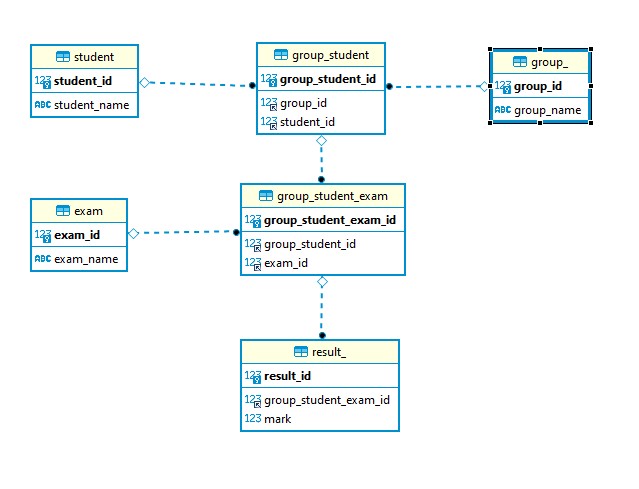 student
123 student_id
ABC student_name
group_student
123 group_student_id
123 group_id
123 student_id
group_
123 group_id
ABC group_name
exam
123 exam_id
ABC exam_name
group_student_exam
123 group_student_exam_id
123 group_student_id
123 exam_id
result_
123 result_id
123 group_student_exam_id
123 mark